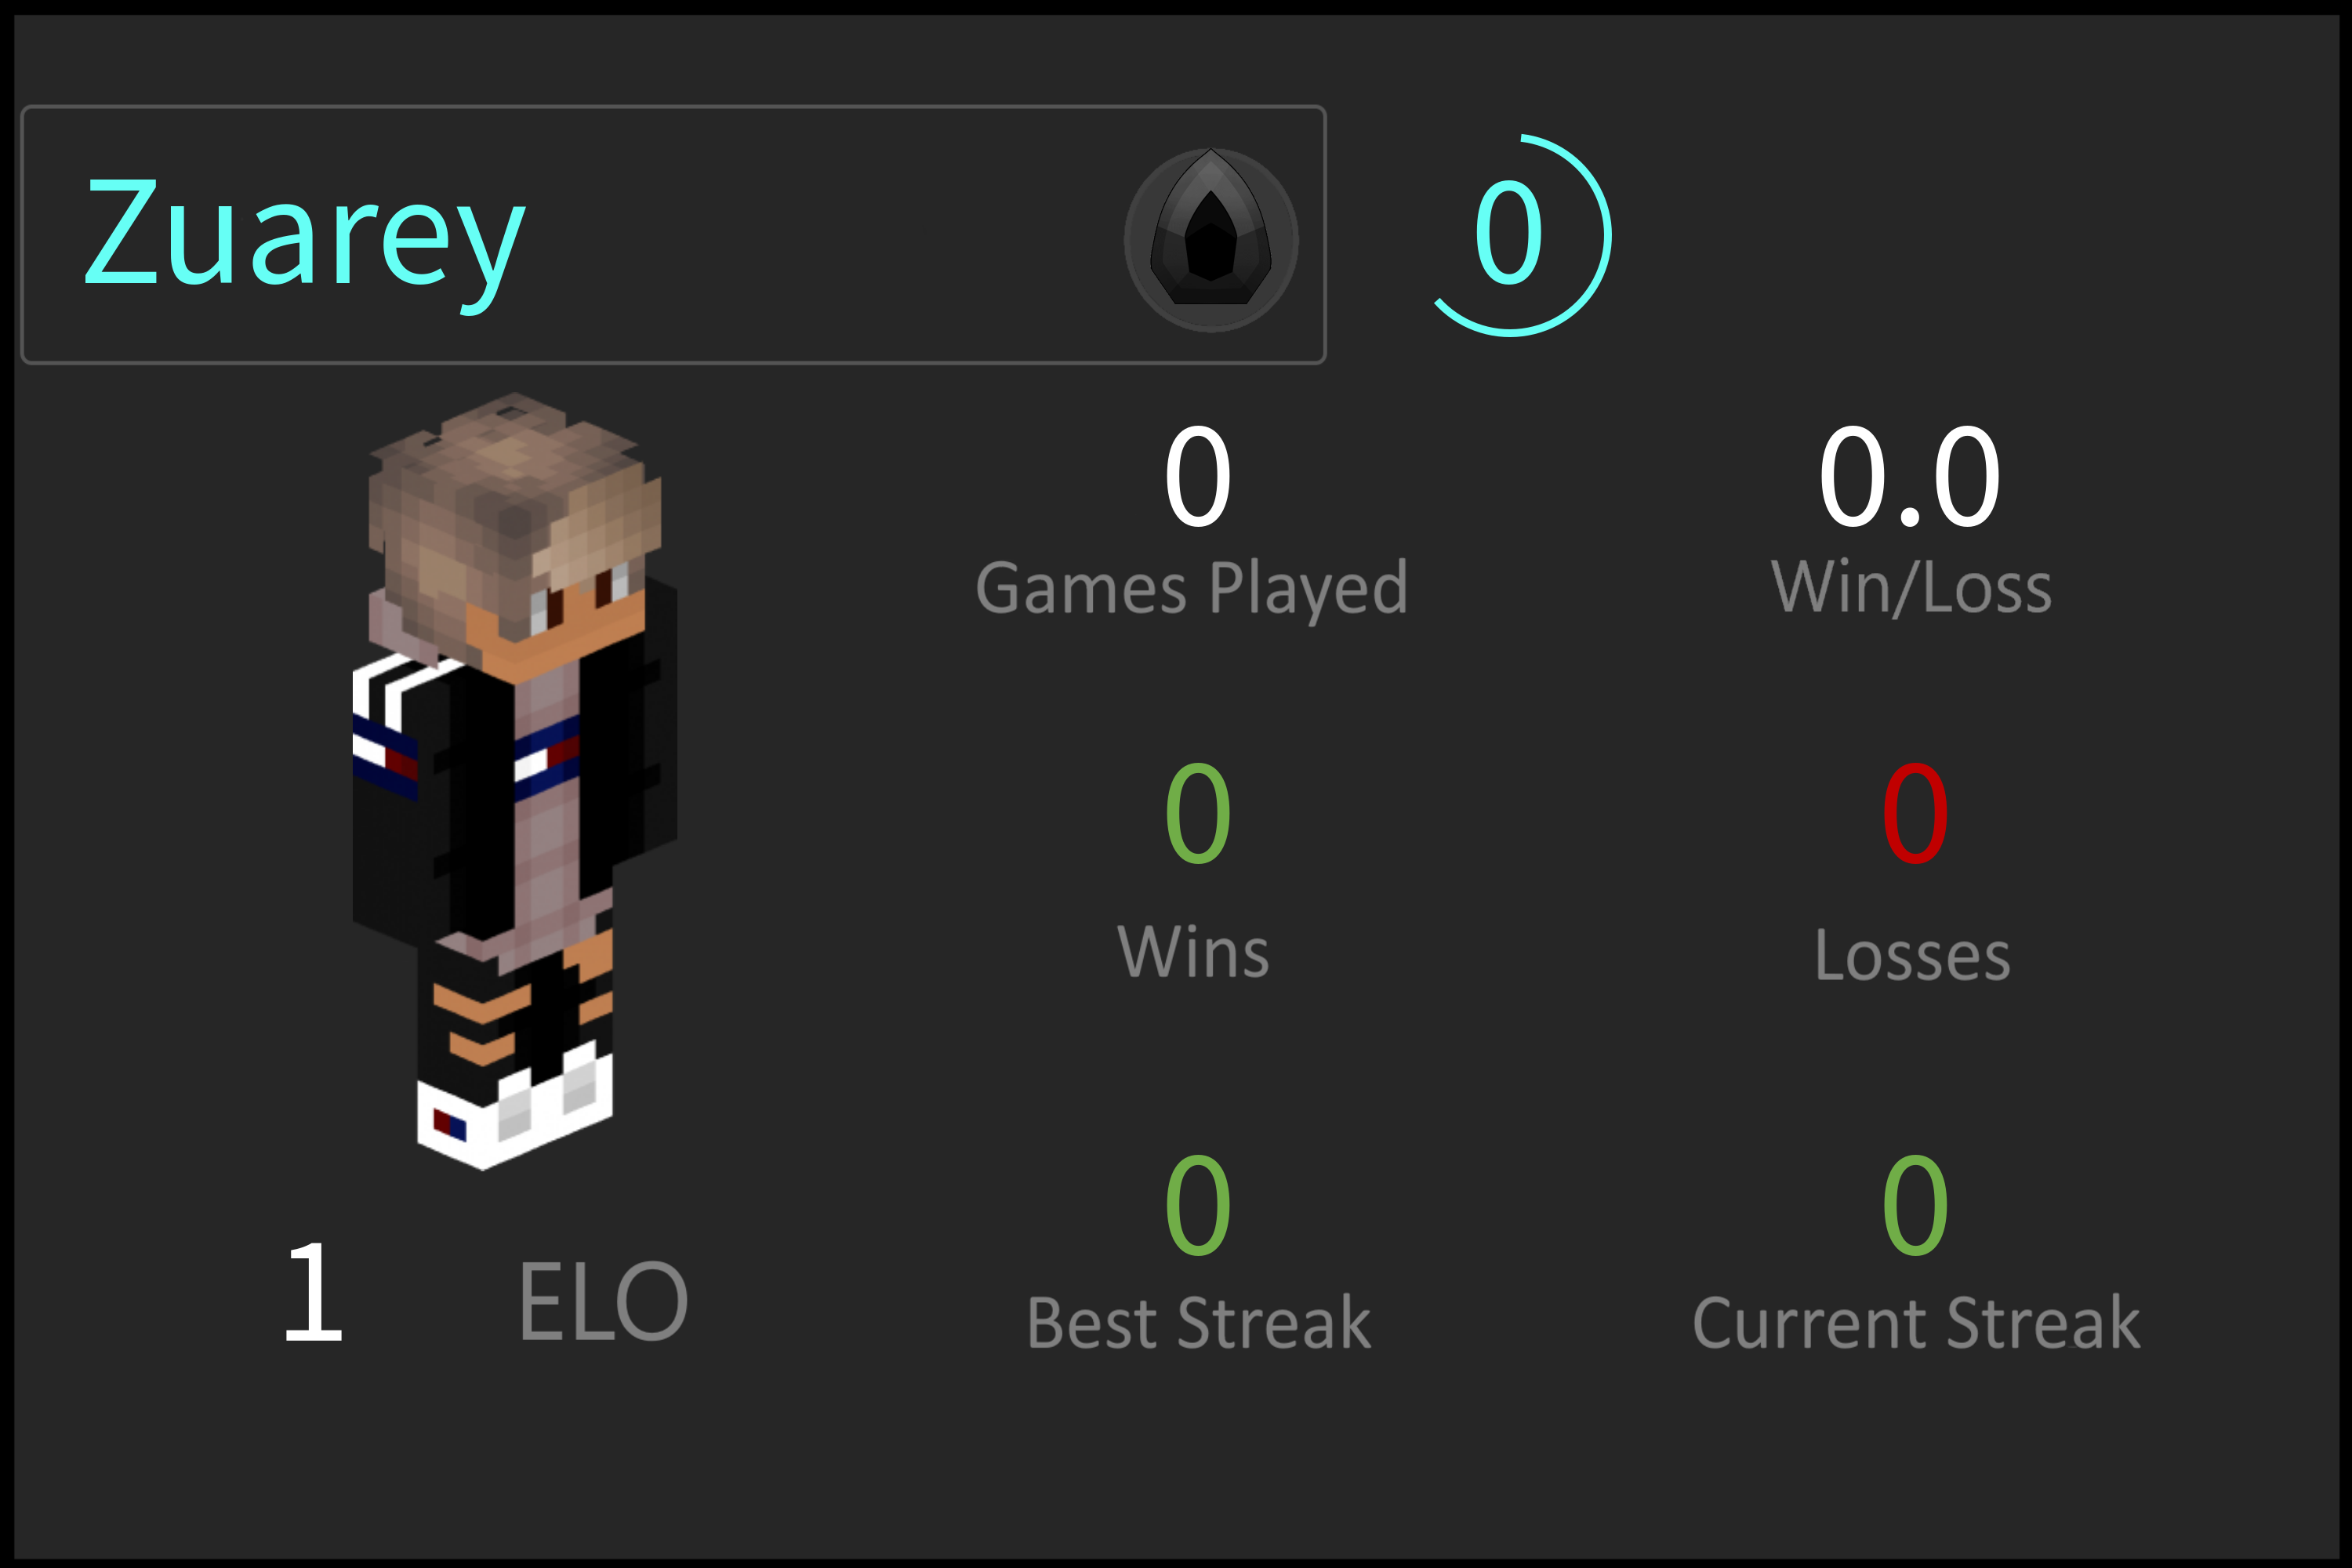 Zuarey
0
0
0.0
Games Played
Win/Loss
0
0
Wins
Losses
0
0
1 ELO
Best Streak
Current Streak